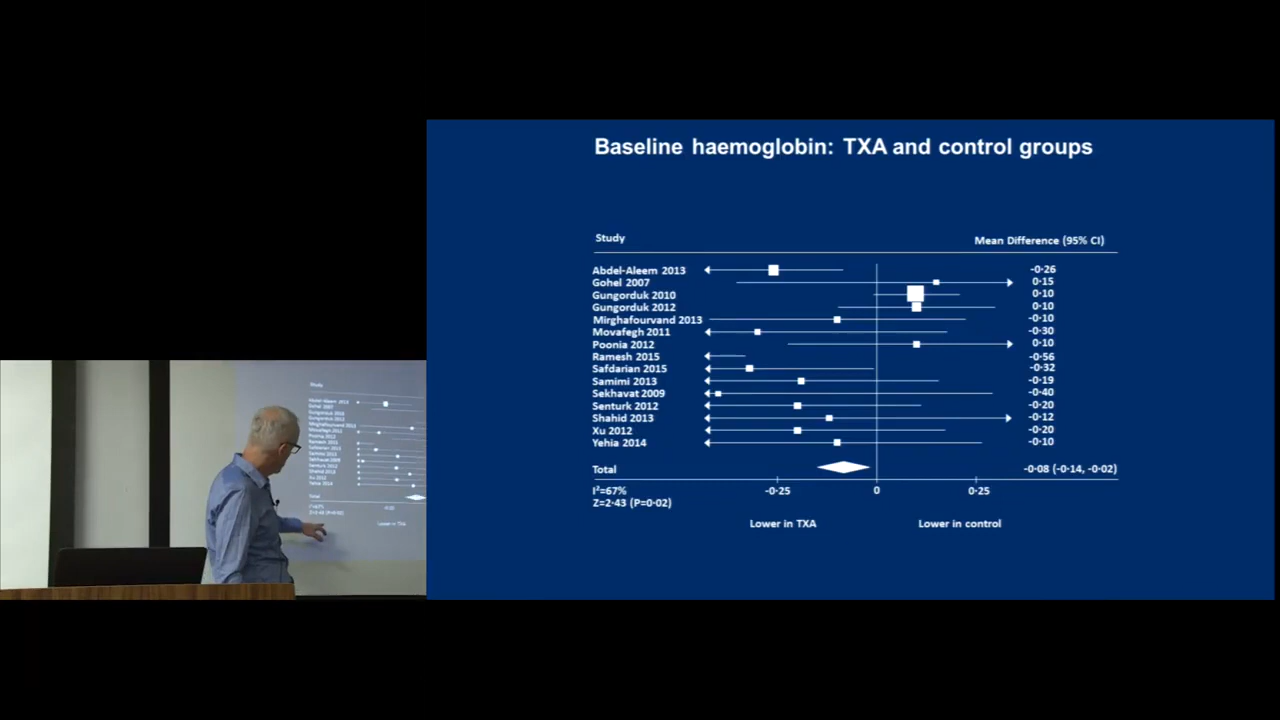 Baseline haemoglobin: TXA and control groups
Study Mean Difference (95% CI)
Abdel-Aleem 2013 -0·26
Gohel 2007 0·15
Gungorduk 2010 0·10
Gungorduk 2012 0·10
Mirghafourvand 2013 -0·10
Movafegh 2011 -0·30
Poonia 2012 0·10
Ramesh 2015 -0·56
Safdarian 2015 -0·32
Samimi 2013 -0·19
Sekhavat 2009 -0·40
Senturk 2012 -0·20
Shahid 2013 -0·12
Xu 2012 -0·20
Yehia 2014 -0·10
Total -0·08 (-0·14, -0·02)
I²=67% -0·25 0 0·25
Z=2·43 (P=0·02)
Lower in TXA Lower in control